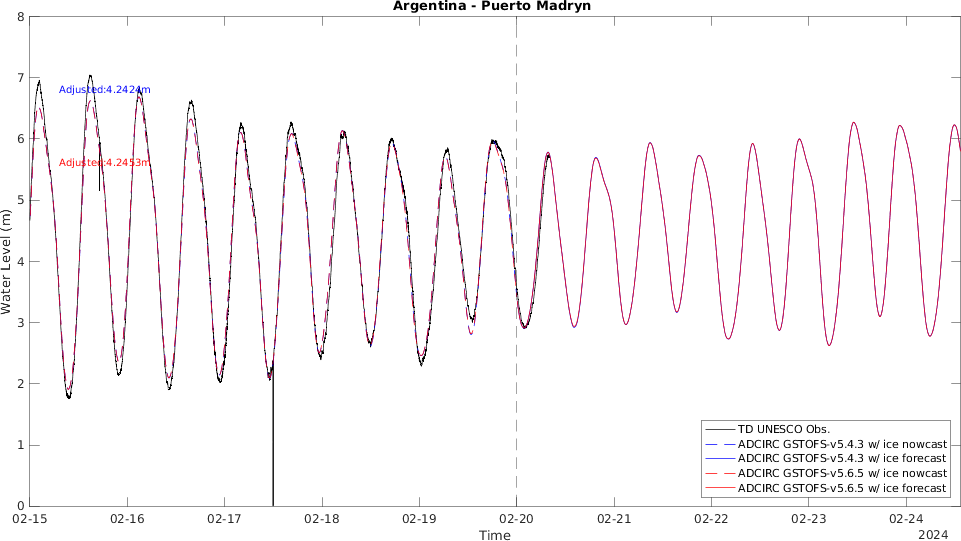 Argentina - Puerto Madryn
8
7
6
5
4
3
2
1
0
Water Level (m)
Adjusted:4.2424m
Adjusted:4.2453m
TD UNESCO Obs.
ADCIRC GSTOFS-v5.4.3 w/ ice nowcast
ADCIRC GSTOFS-v5.4.3 w/ ice forecast
ADCIRC GSTOFS-v5.6.5 w/ ice nowcast
ADCIRC GSTOFS-v5.6.5 w/ ice forecast
02-15 02-16 02-17 02-18 02-19 02-20 02-21 02-22 02-23 02-24
Time
2024